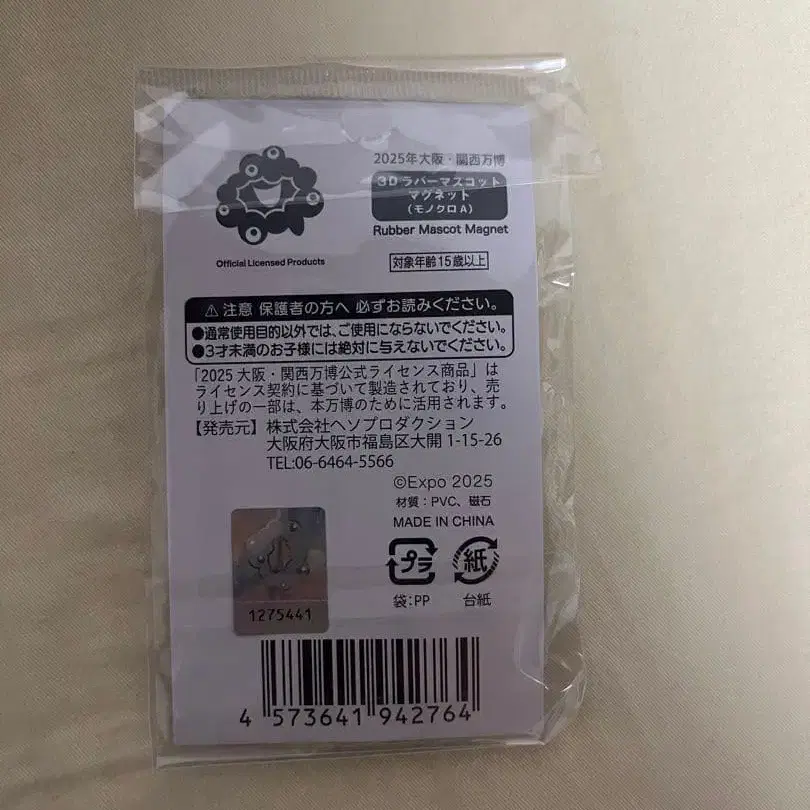 2025年大阪・関西万博
3Dラバーマスコット
マグネット
（モノクロA）
Rubber Mascot Magnet
Official Licensed Products
対象年齢15歳以上
⚠注意 保護者の方へ 必ずお読みください。
●通常使用目的以外では、ご使用にならないでください。
●3才未満のお子様には絶対に与えないでください。
「2025 大阪・関西万博公式ライセンス商品」は
ライセンス契約に基づいて製造されており、売
り上げの一部は、本万博のために活用されます。
【発売元】株式会社ヘソプロダクション
大阪府大阪市福島区大開 1-15-26
TEL:06-6464-5566
©Expo 2025
材質：PVC、磁石
MADE IN CHINA
プラ 紙
袋：PP 台紙
1275441
4 573641 942764